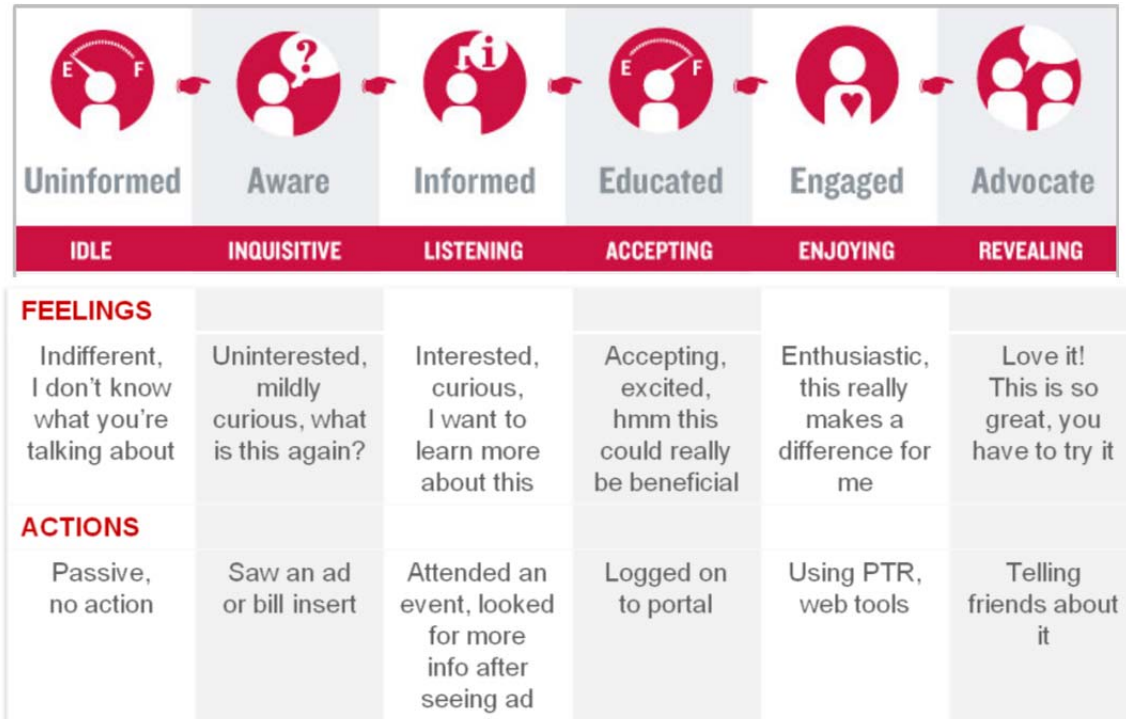 E F
?
i
E F
Uninformed
Aware
Informed
Educated
Engaged
Advocate
IDLE
INQUISITIVE
LISTENING
ACCEPTING
ENJOYING
REVEALING
FEELINGS
Indifferent,
I don't know
what you're
talking about
Uninterested,
mildly
curious, what
is this again?
Interested,
curious,
I want to
learn more
about this
Accepting,
excited,
hmm this
could really
be beneficial
Enthusiastic,
this really
makes a
difference for
me
Love it!
This is so
great, you
have to try it
ACTIONS
Passive,
no action
Saw an ad
or bill insert
Attended an
event, looked
for more
info after
seeing ad
Logged on
to portal
Using PTR,
web tools
Telling
friends about
it